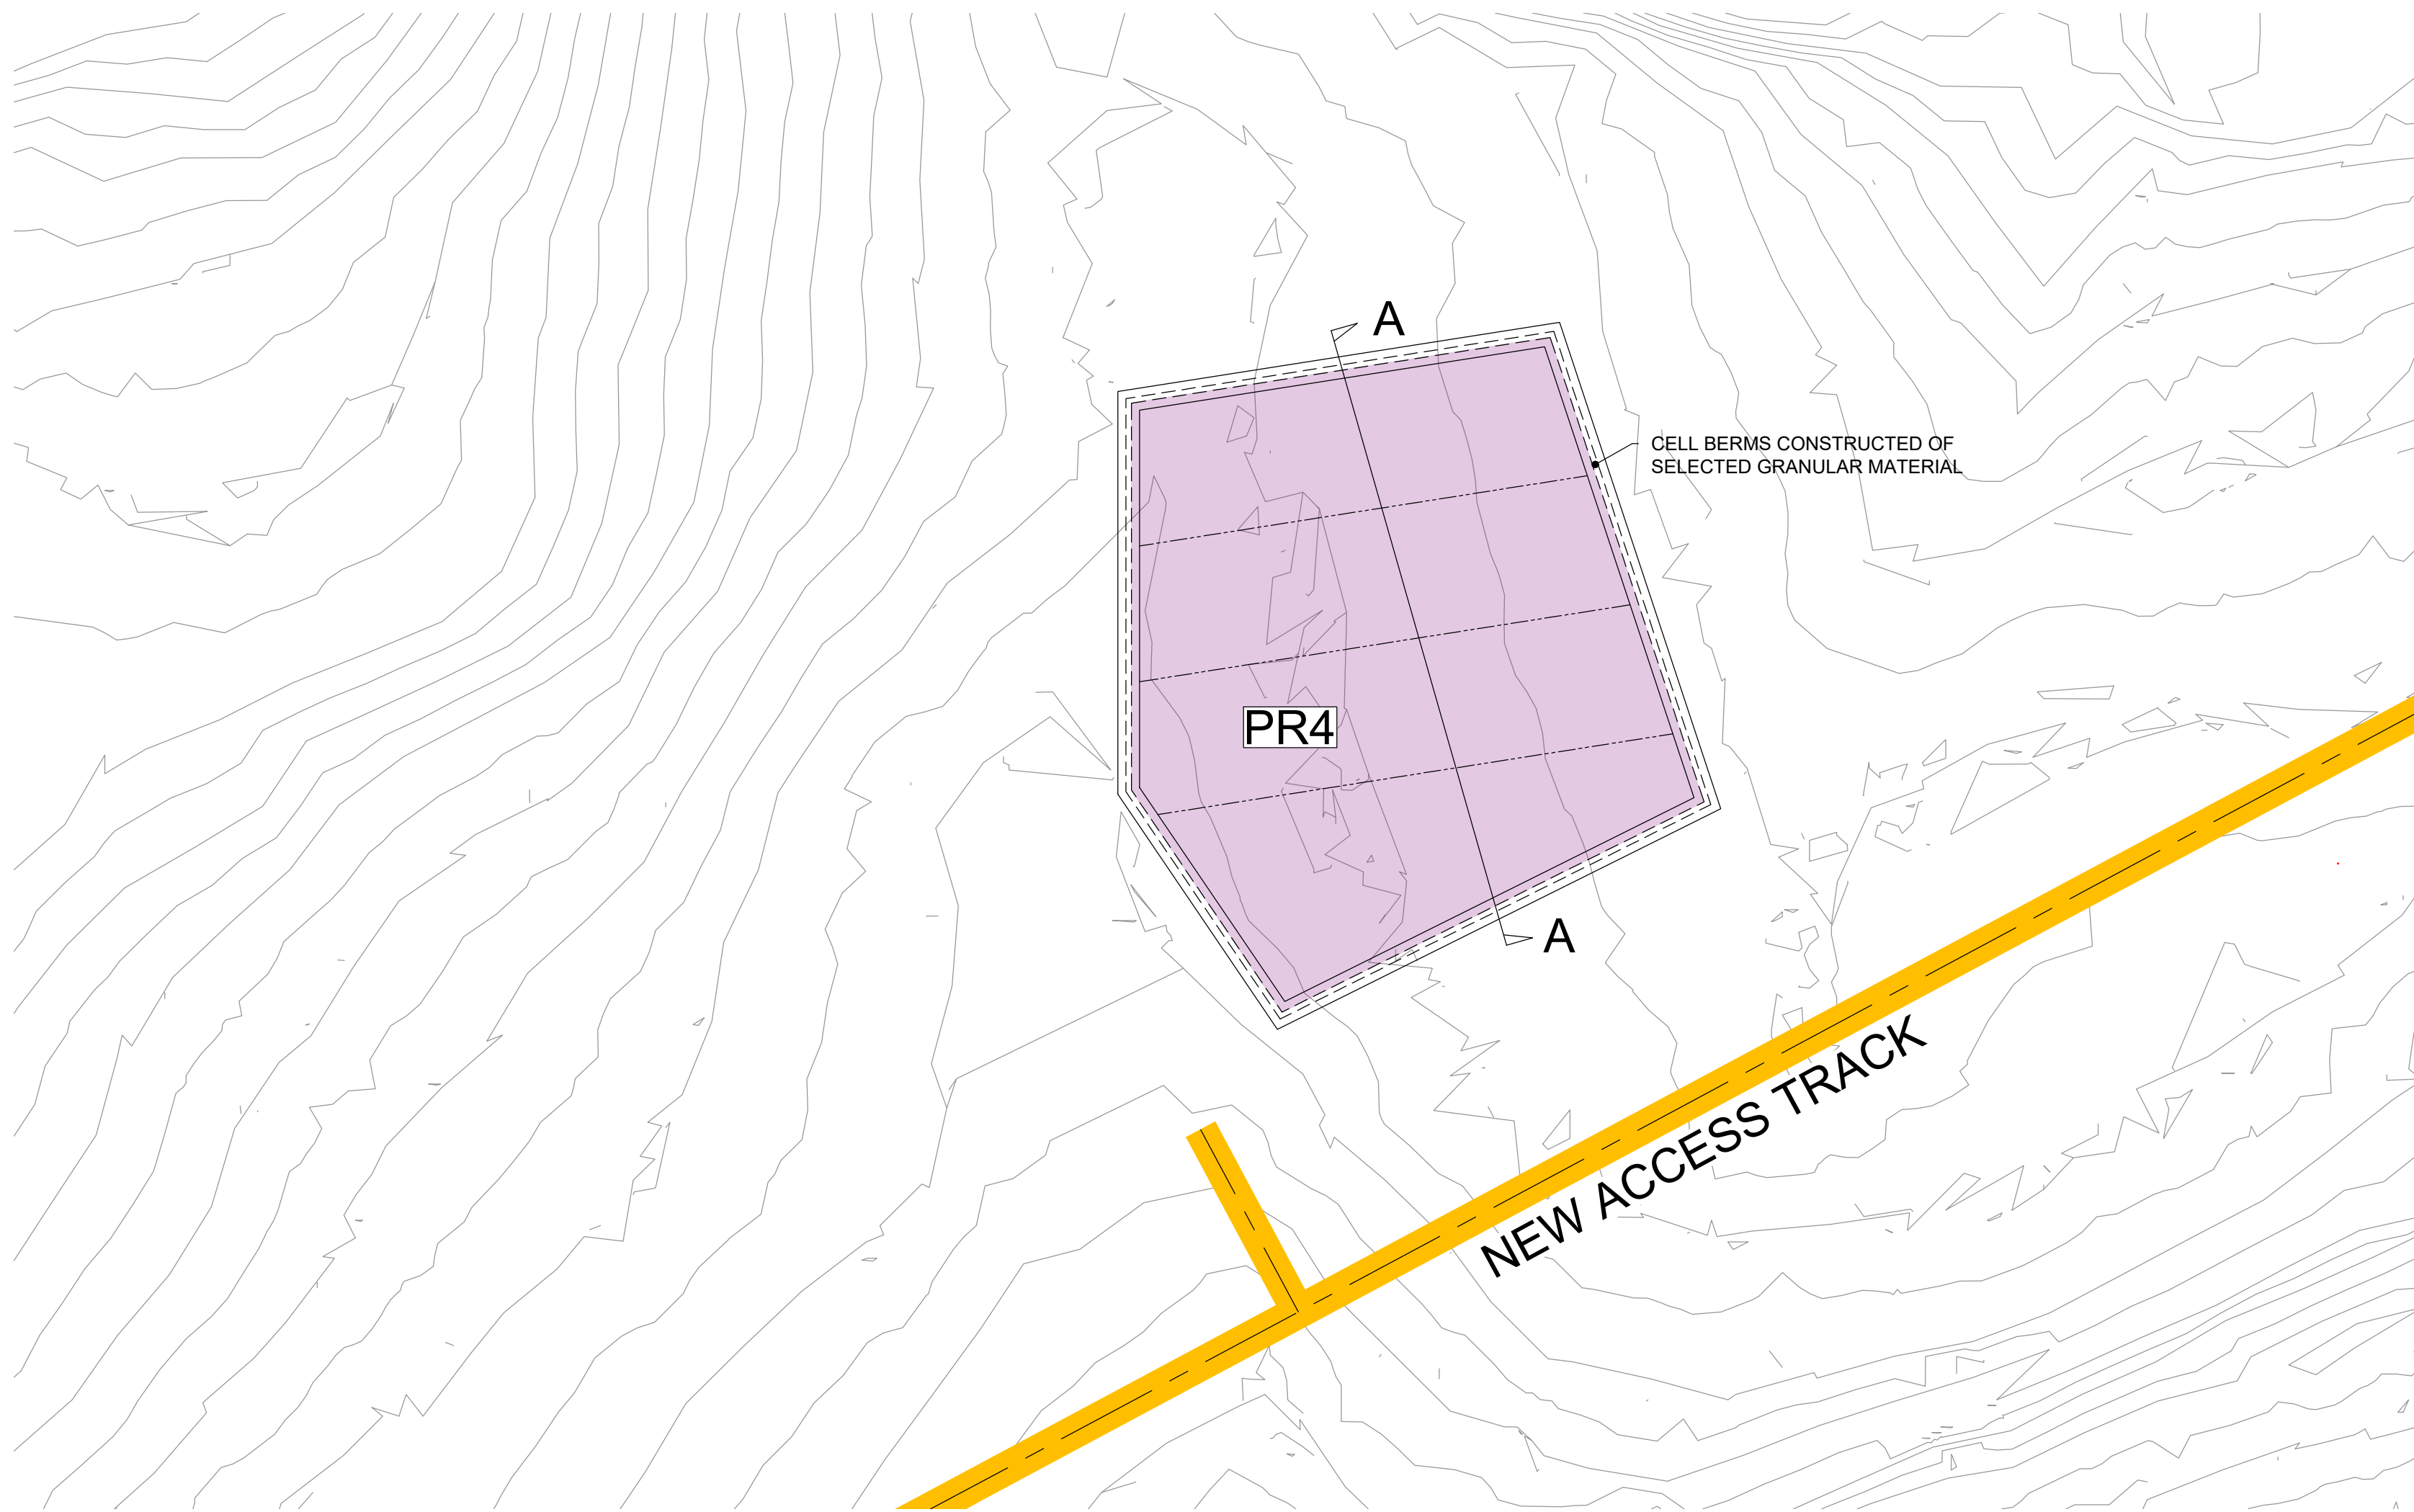 A
CELL BERMS CONSTRUCTED OF
SELECTED GRANULAR MATERIAL
PR4
A
NEW ACCESS TRACK